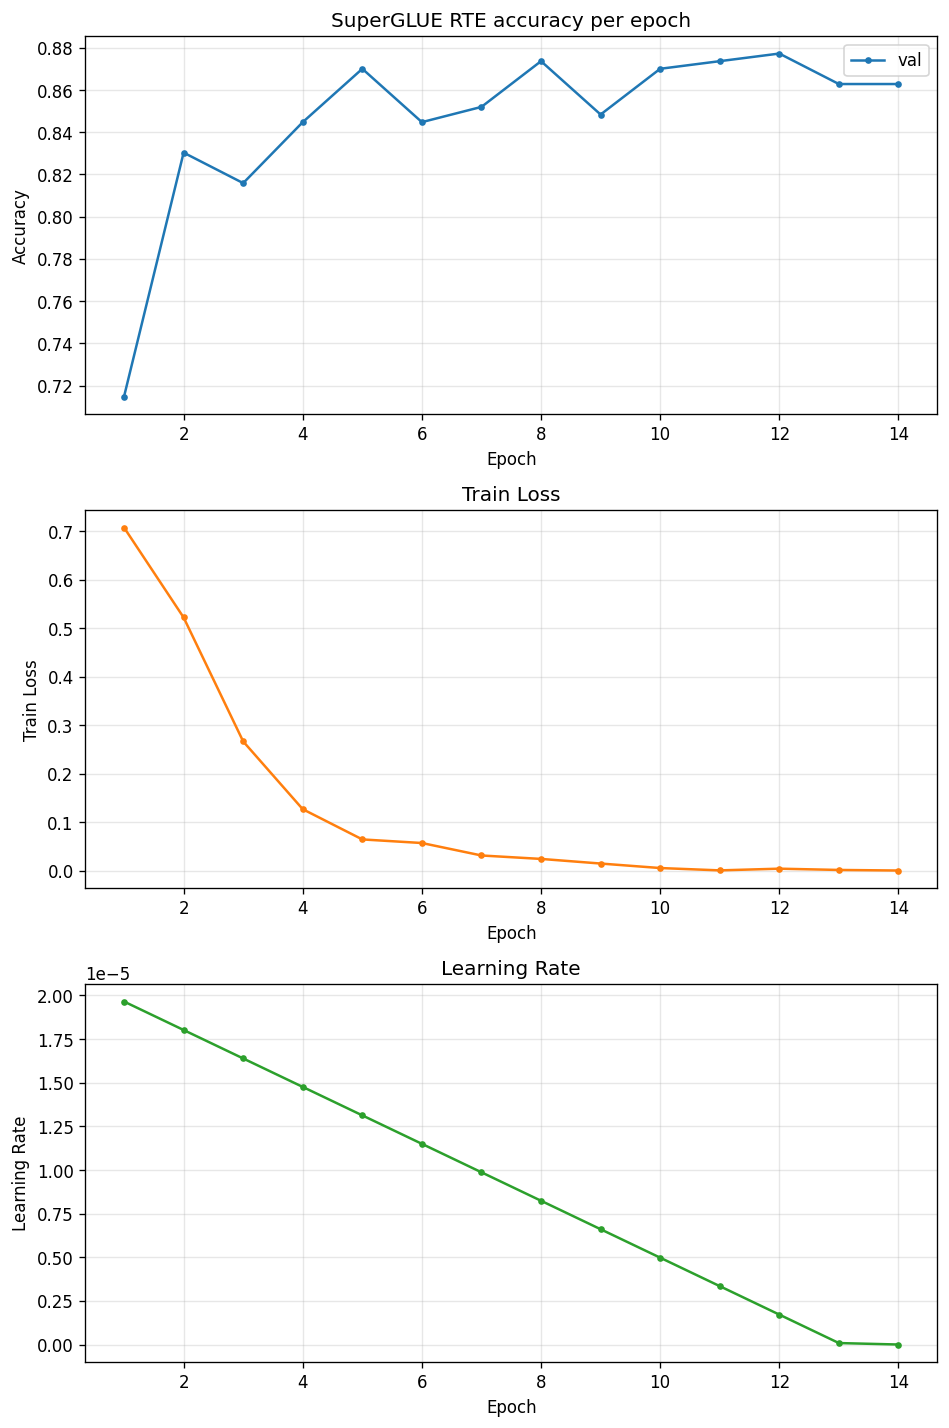 SuperGLUE RTE accuracy per epoch
val
Accuracy
0.88
0.86
0.84
0.82
0.80
0.78
0.76
0.74
0.72
2 4 6 8 10 12 14
Epoch
Train Loss
Train Loss
0.7
0.6
0.5
0.4
0.3
0.2
0.1
0.0
2 4 6 8 10 12 14
Epoch
Learning Rate
1e−5
Learning Rate
2.00
1.75
1.50
1.25
1.00
0.75
0.50
0.25
0.00
2 4 6 8 10 12 14
Epoch